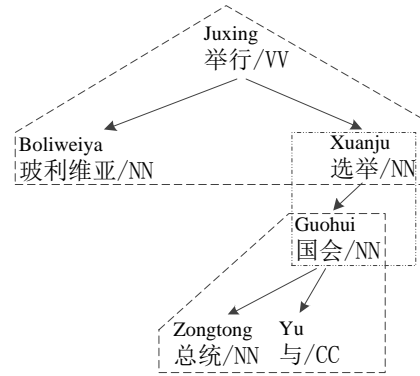 Juxing
举行/VV
Boliweiya
玻利维亚/NN
Xuanju
选举/NN
Guohui
国会/NN
Zongtong
总统/NN
Yu
与/CC